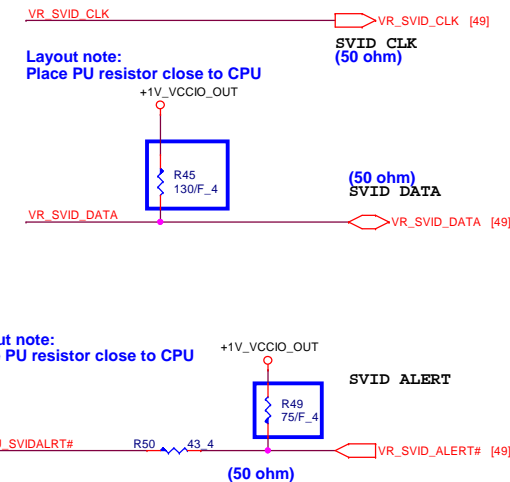 VR_SVID_CLK
VR_SVID_CLK [49]
SVID CLK
(50 ohm)
Layout note:
Place PU resistor close to CPU
+1V_VCCIO_OUT
R45
130/F_4
(50 ohm)
SVID DATA
VR_SVID_DATA
VR_SVID_DATA [49]
note:
PU resistor close to CPU
+1V_VCCIO_OUT
SVID ALERT
R49
75/F_4
_SVIDALRT#
R50 43_4
VR_SVID_ALERT# [49]
(50 ohm)